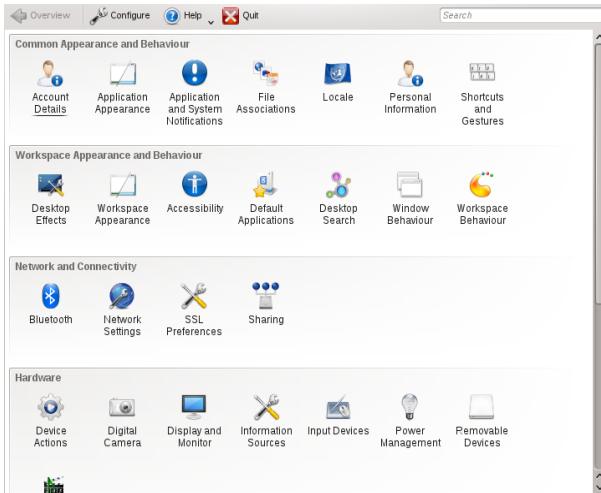 Overview Configure Help Quit Search
Common Appearance and Behaviour
Account Details
Application Appearance
Application and System Notifications
File Associations
Locale
Personal Information
Shortcuts and Gestures
Workspace Appearance and Behaviour
Desktop Effects
Workspace Appearance
Accessibility
Default Applications
Desktop Search
Window Behaviour
Workspace Behaviour
Network and Connectivity
Bluetooth
Network Settings
SSL Preferences
Sharing
Hardware
Device Actions
Digital Camera
Display and Monitor
Information Sources
Input Devices
Power Management
Removable Devices